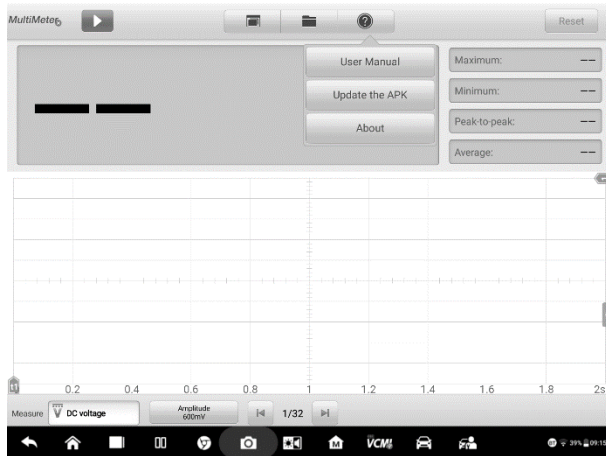 MultiMeter
Reset
User Manual
Update the APK
About
Maximum: --
Minimum: --
Peak-to-peak: --
Average: --
0.2 0.4 0.6 0.8 1 1.2 1.4 1.6 1.8 2s
Measure DC voltage
Amplitude
600mV
1/32
M VCMI
39% 09:15